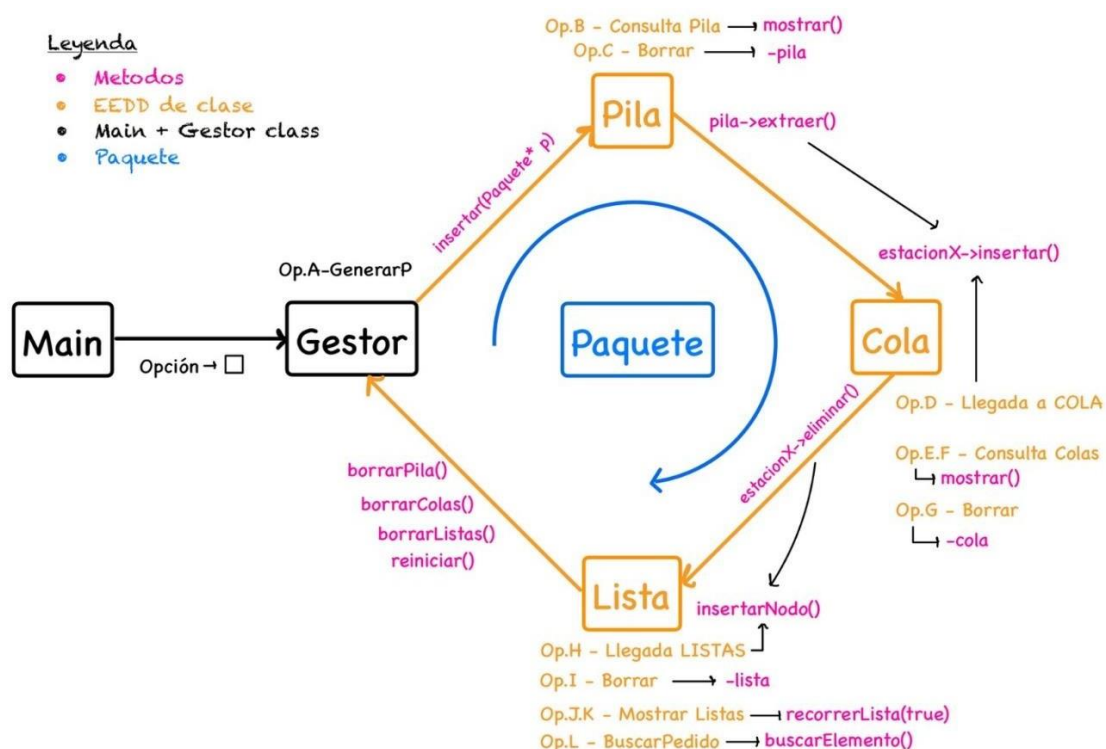 Leyenda
Metodos
EEDD de clase
Main + Gestor class
Paquete
Op.B - Consulta Pila → mostrar()
Op.C - Borrar → -pila
Pila
pila->extraer()
insertar(Paquete* p)
estacionX->insertar()
Op.A-GenerarP
Main
Opción → □
Gestor
Paquete
Cola
Op.D - Llegada a COLA
Op.E.F - Consulta Colas
mostrar()
Op.G - Borrar
-cola
estacionX->eliminar()
borrarPila()
borrarColas()
borrarListas()
reiniciar()
Lista
insertarNodo()
Op.H - Llegada LISTAS
Op.I - Borrar → -lista
Op.J.K - Mostrar Listas → recorrerLista(true)
Op.L - BuscarPedido → buscarElemento()